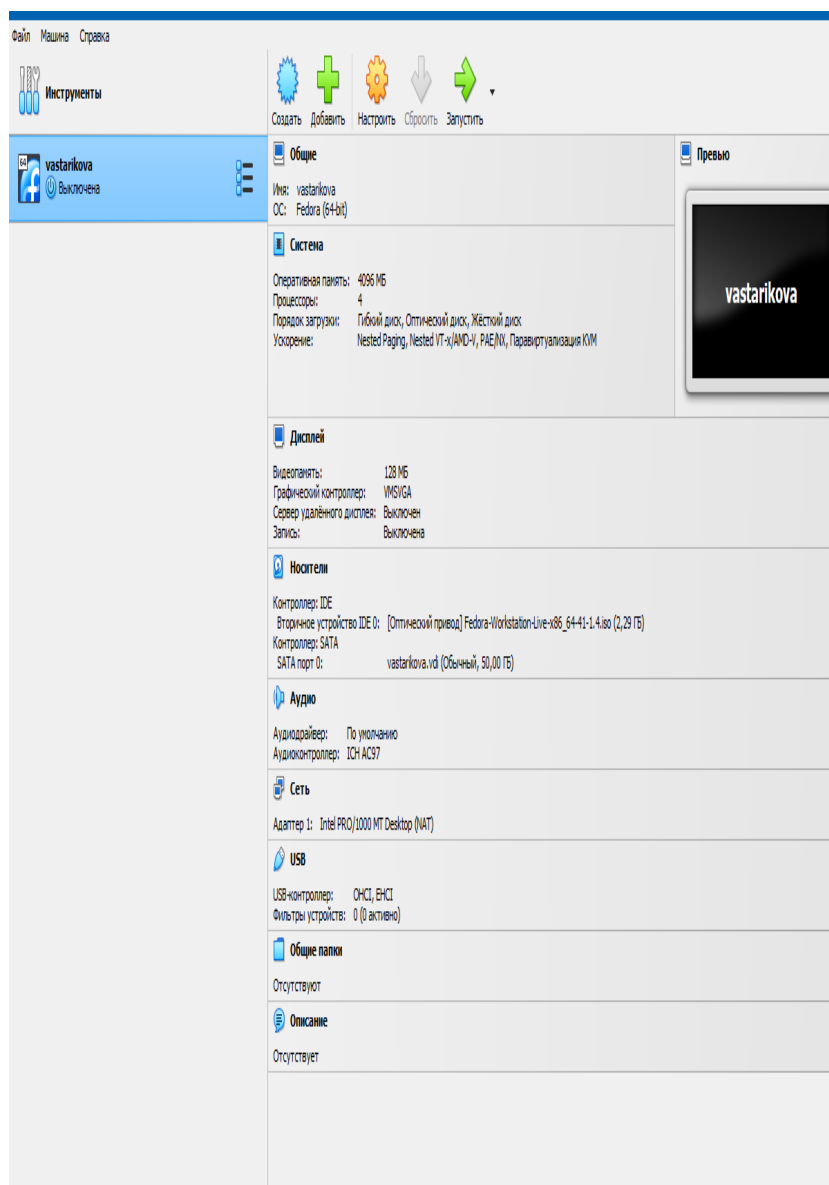 Файл Машина Справка
Инструменты
Создать Добавить Настроить Сбросить Запустить
64
vastarikova
Выключена
Общие
Имя: vastarikova
ОС: Fedora (64-bit)
Превью
vastarikova
Система
Оперативная память: 4096 МБ
Процессоры: 4
Порядок загрузки: Гибкий диск, Оптический диск, Жёсткий диск
Ускорение: Nested Paging, Nested VT-x/AMD-V, PAE/NX, Паравиртуализация KVM
Дисплей
Видеопамять: 128 МБ
Графический контроллер: VMSVGA
Сервер удалённого дисплея: Выключен
Запись: Выключена
Носители
Контроллер: IDE
Вторичное устройство IDE 0: [Оптический привод] Fedora-Workstation-Live-x86_64-41-1.4.iso (2,29 ГБ)
Контроллер: SATA
SATA порт 0: vastarikova.vdi (Обычный, 50,00 ГБ)
Аудио
Аудиодрайвер: По умолчанию
Аудиоконтроллер: ICH AC97
Сеть
Адаптер 1: Intel PRO/1000 MT Desktop (NAT)
USB
USB-контроллер: OHCI, EHCI
Фильтры устройств: 0 (0 активно)
Общие папки
Отсутствуют
Описание
Отсутствует